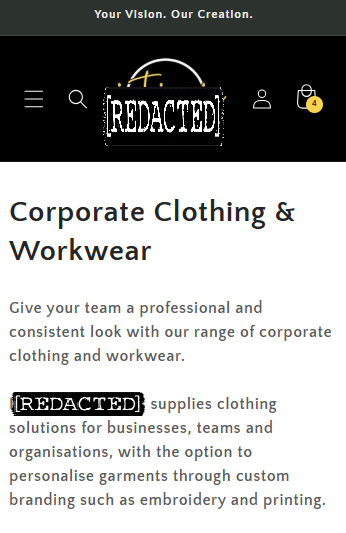 Your Vision. Our Creation.
[REDACTED]
4
Corporate Clothing &
Workwear
Give your team a professional and
consistent look with our range of corporate
clothing and workwear.
[REDACTED] supplies clothing
solutions for businesses, teams and
organisations, with the option to
personalise garments through custom
branding such as embroidery and printing.